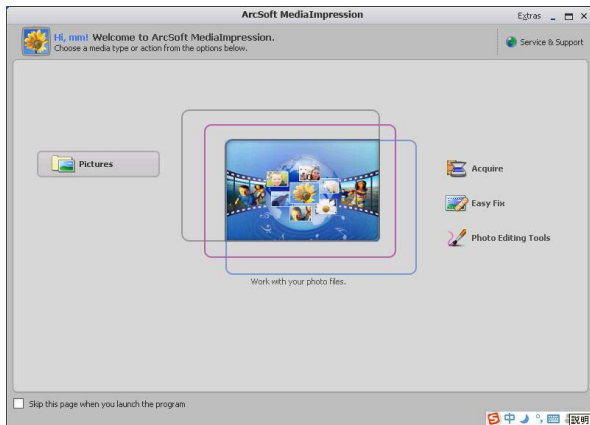 ArcSoft MediaImpression
Extras
Hi, mm! Welcome to ArcSoft MediaImpression.
Choose a media type or action from the options below.
Service & Support
Pictures
Acquire
Easy Fix
Photo Editing Tools
Work with your photo files.
Skip this page when you launch the program
中
説明